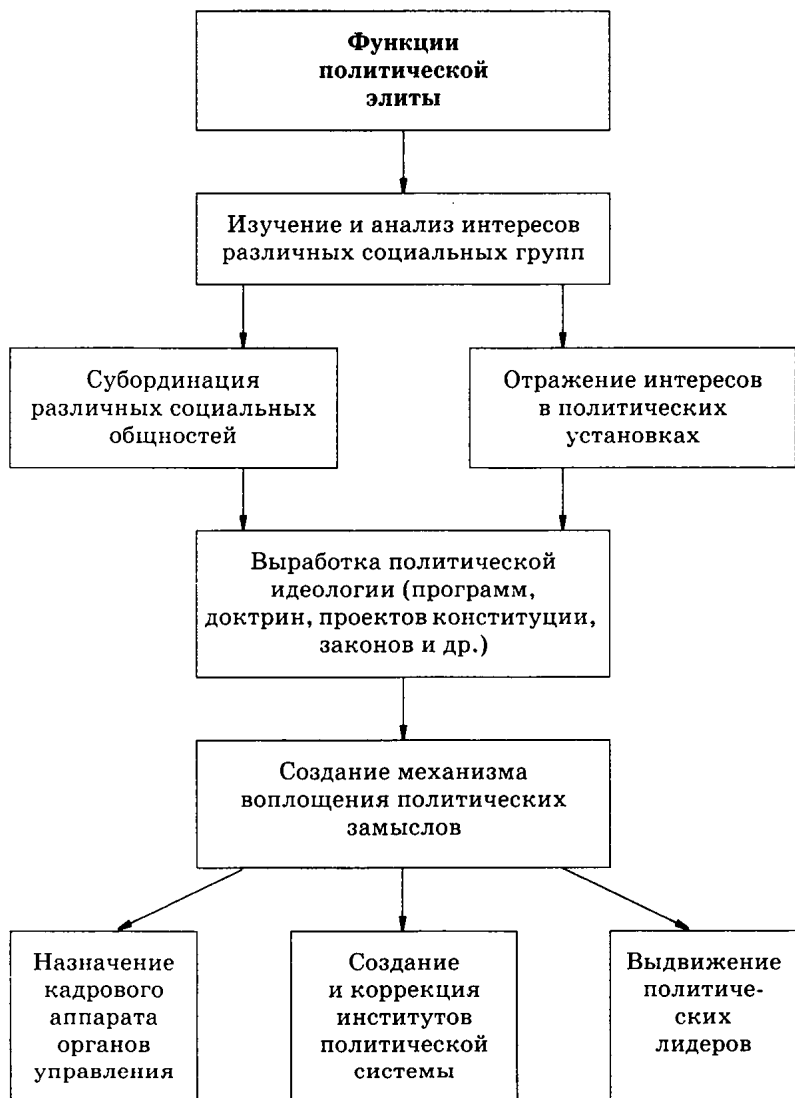 Функции
политической
элиты
Изучение и анализ интересов
различных социальных групп
Субординация
различных социальных
общностей
Отражение интересов
в политических
установках
Выработка политической
идеологии (программ,
доктрин, проектов конституции,
законов и др.)
Создание механизма
воплощения политических
замыслов
Назначение
кадрового
аппарата
органов
управления
Создание
и коррекция
институтов
политической
системы
Выдвижение
политиче-
ских
лидеров